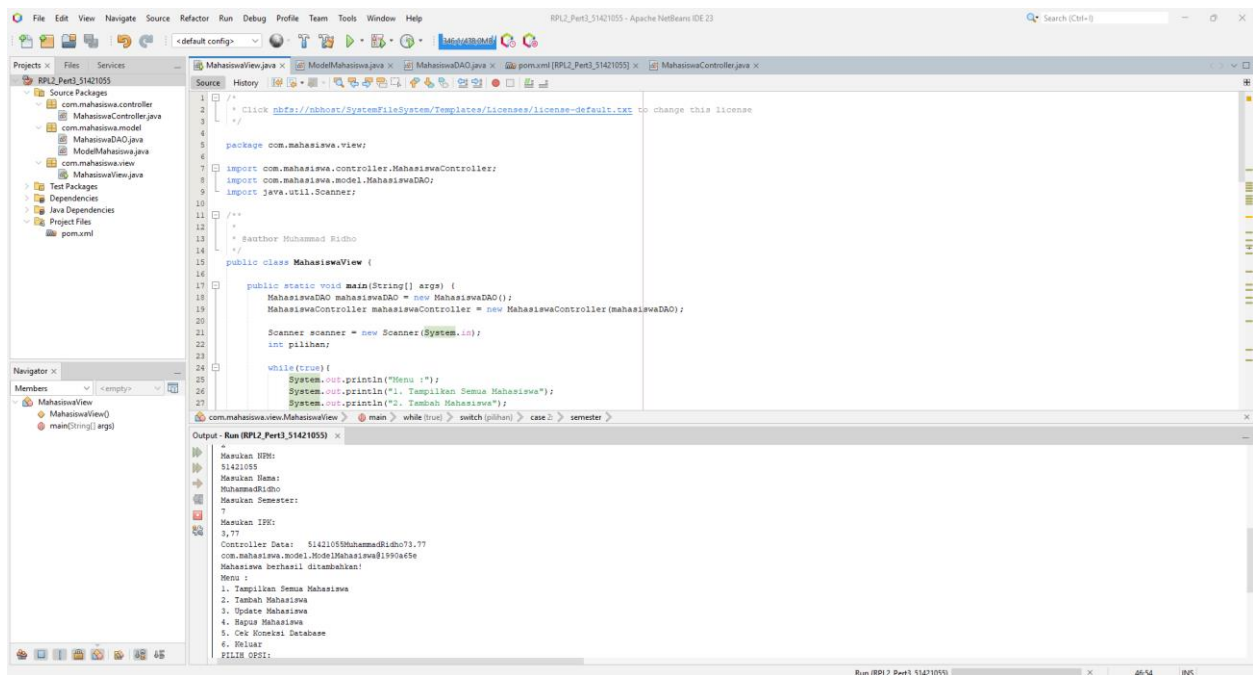 File Edit View Navigate Source Refactor Run Debug Profile Team Tools Window Help
RPL2_Pert3_51421055 - Apache NetBeans IDE 23
Search (Ctrl+I)
<default config>
Projects × Files Services
MahasiswaView.java × ModelMahasiswa.java × MahasiswaDAO.java × pom.xml [RPL2_Pert3_51421055] × MahasiswaController.java ×
RPL2_Pert3_51421055
Source Packages
com.mahasiswa.controller
MahasiswaController.java
com.mahasiswa.model
MahasiswaDAO.java
ModelMahasiswa.java
com.mahasiswa.view
MahasiswaView.java
Test Packages
Dependencies
Java Dependencies
Project Files
pom.xml
Source History
1 /*
2 * Click nbfs://nbhost/SystemFileSystem/Templates/Licenses/license-default.txt to change this license
3 */
4
5 package com.mahasiswa.view;
6
7 import com.mahasiswa.controller.MahasiswaController;
8 import com.mahasiswa.model.MahasiswaDAO;
9 import java.util.Scanner;
10
11 /**
12 *
13 * @author Muhammad Ridho
14 */
15 public class MahasiswaView {
16
17 public static void main(String[] args) {
18 MahasiswaDAO mahasiswaDAO = new MahasiswaDAO();
19 MahasiswaController mahasiswaController = new MahasiswaController(mahasiswaDAO);
20
21 Scanner scanner = new Scanner(System.in);
22 int pilihan;
23
24 while(true){
25 System.out.println("Menu :");
26 System.out.println("1. Tampilkan Semua Mahasiswa");
27 System.out.println("2. Tambah Mahasiswa");
com.mahasiswa.view.MahasiswaView main while (true) switch (pilihan) case 2: semester
Navigator ×
Members <empty>
MahasiswaView
MahasiswaView()
main(String[] args)
Output - Run (RPL2_Pert3_51421055) ×
Masukan NPM:
51421055
Masukan Nama:
MuhammadRidho
Masukan Semester:
7
Masukan IPK:
3,77
Controller Data: 51421055MuhammadRidho73.77
com.mahasiswa.model.ModelMahasiswa@1990a65e
Mahasiswa berhasil ditambahkan!
Menu :
1. Tampilkan Semua Mahasiswa
2. Tambah Mahasiswa
3. Update Mahasiswa
4. Hapus Mahasiswa
5. Cek Koneksi Database
6. Keluar
PILIH OPSI:
Run (RPL2_Pert3_51421055)
46:54 INS